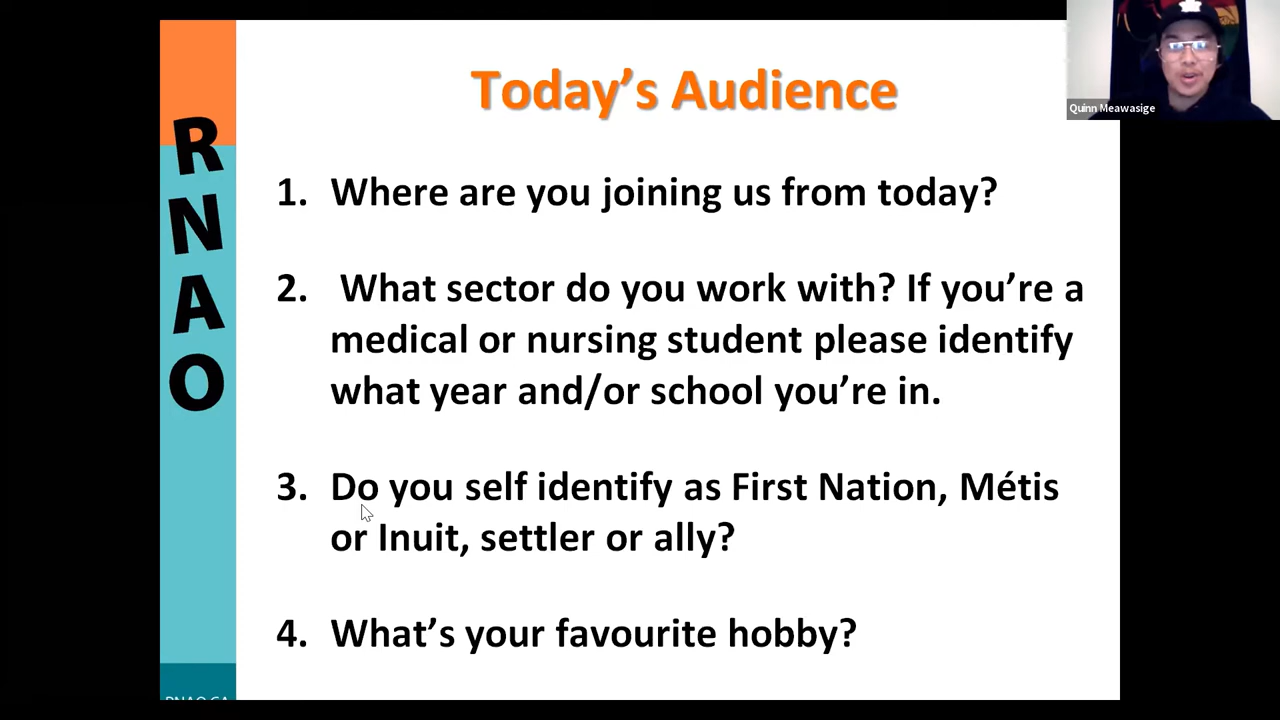 Today's Audience
Quinn Meawasige
R
N
A
O
1. Where are you joining us from today?
2. What sector do you work with? If you're a
medical or nursing student please identify
what year and/or school you're in.
3. Do you self identify as First Nation, Métis
or Inuit, settler or ally?
4. What's your favourite hobby?
RNAO.CA